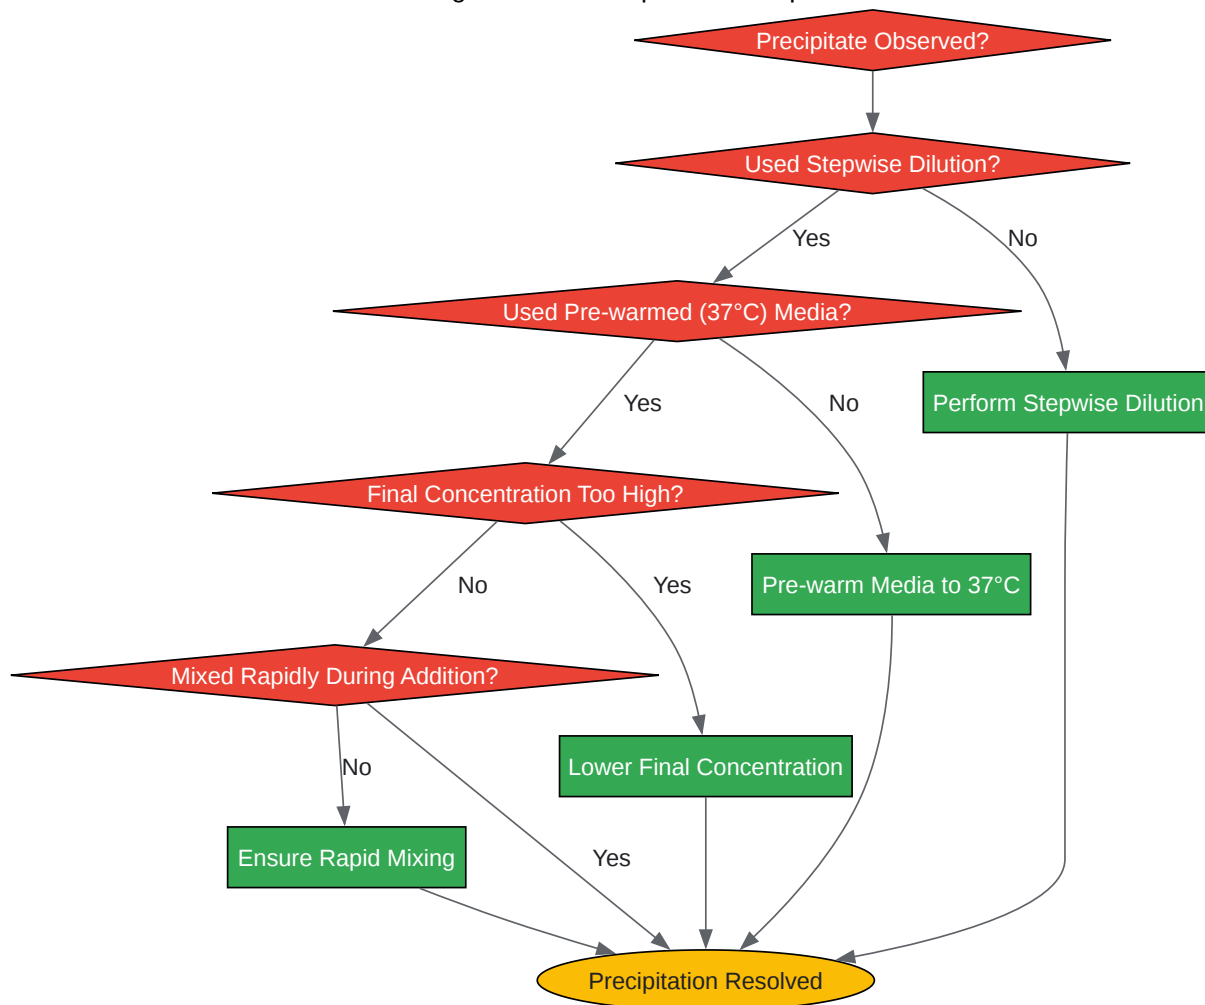 Precipitate Observed?
Used Stepwise Dilution?
Yes
No
Used Pre-warmed (37°C) Media?
Yes
No
Perform Stepwise Dilution
Final Concentration Too High?
No
Yes
Pre-warm Media to 37°C
Mixed Rapidly During Addition?
No
Lower Final Concentration
Ensure Rapid Mixing
Yes
Precipitation Resolved